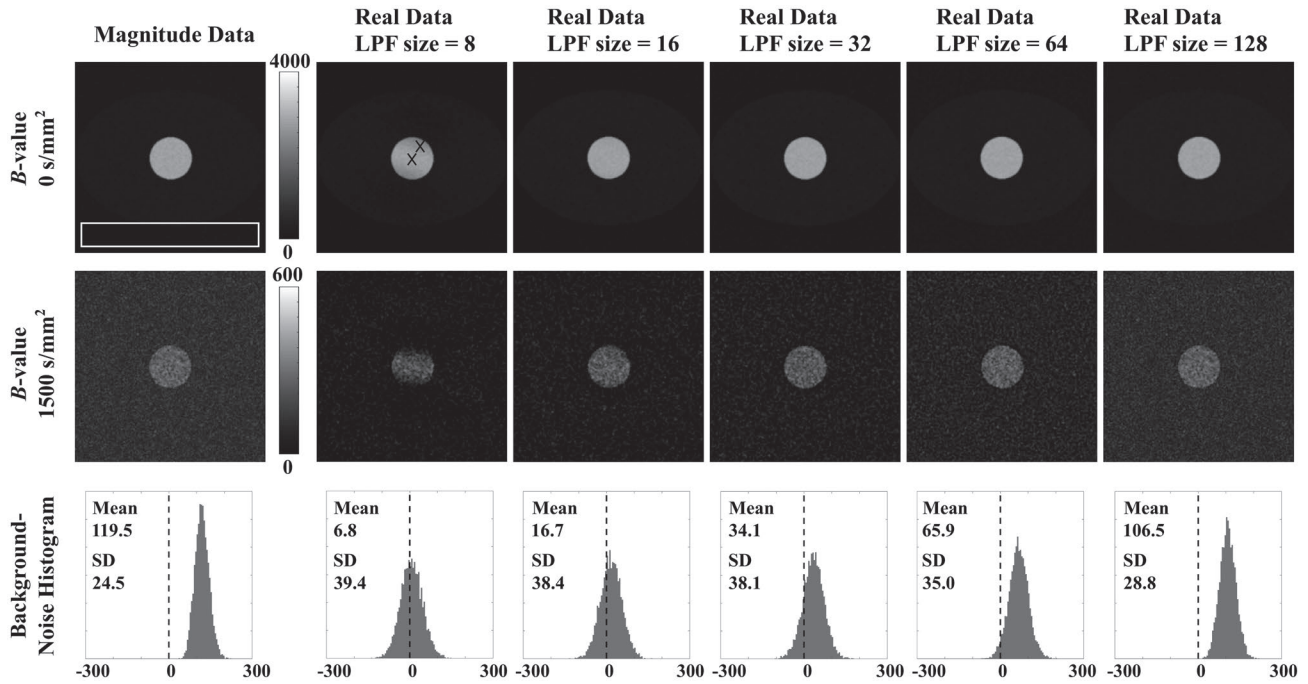 Magnitude Data
Real Data
LPF size = 8
Real Data
LPF size = 16
Real Data
LPF size = 32
Real Data
LPF size = 64
Real Data
LPF size = 128
B-value
0 s/mm²
4000
0
X
X
B-value
1500 s/mm²
600
0
Background-
Noise Histogram
Mean
119.5
SD
24.5
-300 0 300
Mean
6.8
SD
39.4
-300 0 300
Mean
16.7
SD
38.4
-300 0 300
Mean
34.1
SD
38.1
-300 0 300
Mean
65.9
SD
35.0
-300 0 300
Mean
106.5
SD
28.8
-300 0 300